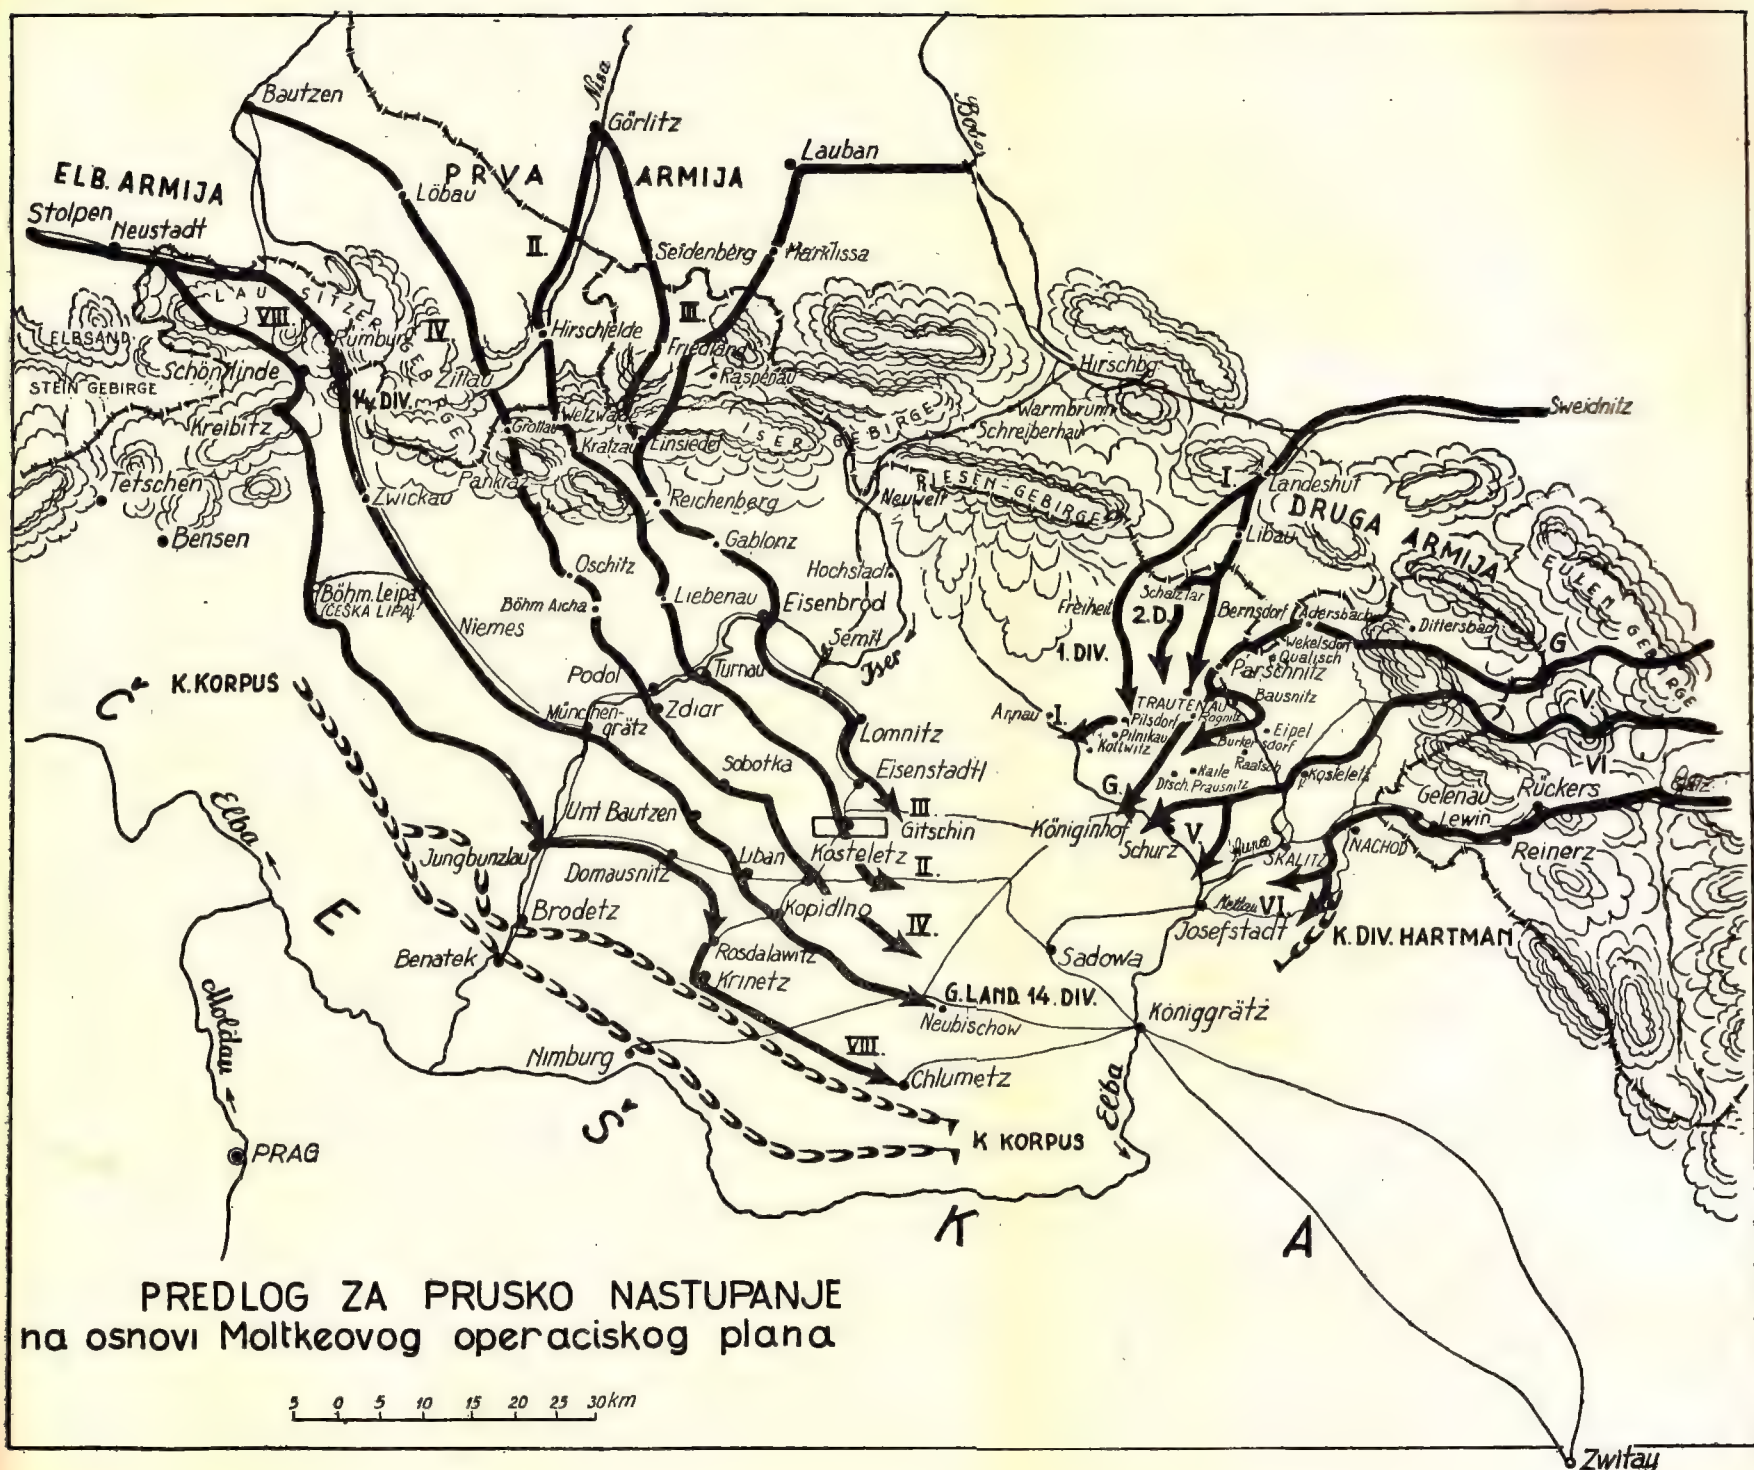 Bautzen
Nisa
Görlitz
Bober
Lauban
PRVA ARMIJA
ELB. ARMIJA
Löbau
Stolpen
Neustadt
II.
Seidenberg
Marklissa
LAUSITZER GEBIRGE
VIII
IV.
III.
Hirschfelde
ELBSAND
STEIN GEBIRGE
Rumburg
Friedland
Schönlinde
Zittau
Raspenau
Hirschbg
14. DIV.
Warmbrunn
Sweidnitz
Kreibitz
Grottau
Kratzau
Einsiedel
ISER GEBIRGE
Schreiberhau
Tetschen
Zwickau
Pankraz
Reichenberg
Neuwelt
RIESEN-GEBIRGE
I.
Landeshut
Bensen
Gablonz
DRUGA ARMIJA
Libau
Oschitz
Hochstadt
EULEN GEBIRGE
Böhm. Leipa
(ČEŠKA LIPA)
Böhm Aicha
Liebenau
Eisenbrod
Freiheit
Schatzlar
2. D.
Bernsdorf
Adersbach
Dittersbach
Niemes
Semil
Iser
1. DIV.
Wekelsdorf
Qualisch
G
Parschnitz
K. KORPUS
Podol
Turnau
Bausnitz
V.
München-
grätz
Zdiar
Arnau
I.
TRAUTENAU
Pilsdorf
Rognitz
Lomnitz
Pilnikau
Kottwitz
Eipel
Burkersdorf
Raatsch
Sobotka
Eisenstadtl
Kaile
Dtsch. Prausnitz
Kosteletz
VI
Gelenau
Rückers
Glatz
Elba
Unt Bautzen
III
Gitschin
G.
Königinhof
V.
Schurz
Lewin
Jungbunzlau
Domausnitz
Liban
Kosteletz
II.
Aupa
SKALITZ
NACHOD
Reinerz
Brodetz
Kopidlno
IV.
Mettau
VI.
Josefstadt
K. DIV. HARTMAN
Benatek
Rosdalawitz
Krinetz
Sadowa
Moldau
G. LAND. 14. DIV.
Neubischow
Königgrätz
Nimburg
VIII.
Chlumetz
Elba
PRAG
K KORPUS
Č E Š K A
PREDLOG ZA PRUSKO NASTUPANJE
na osnovi Moltkeovog operaciskog plana
5 0 5 10 15 20 25 30 km
Zwitau